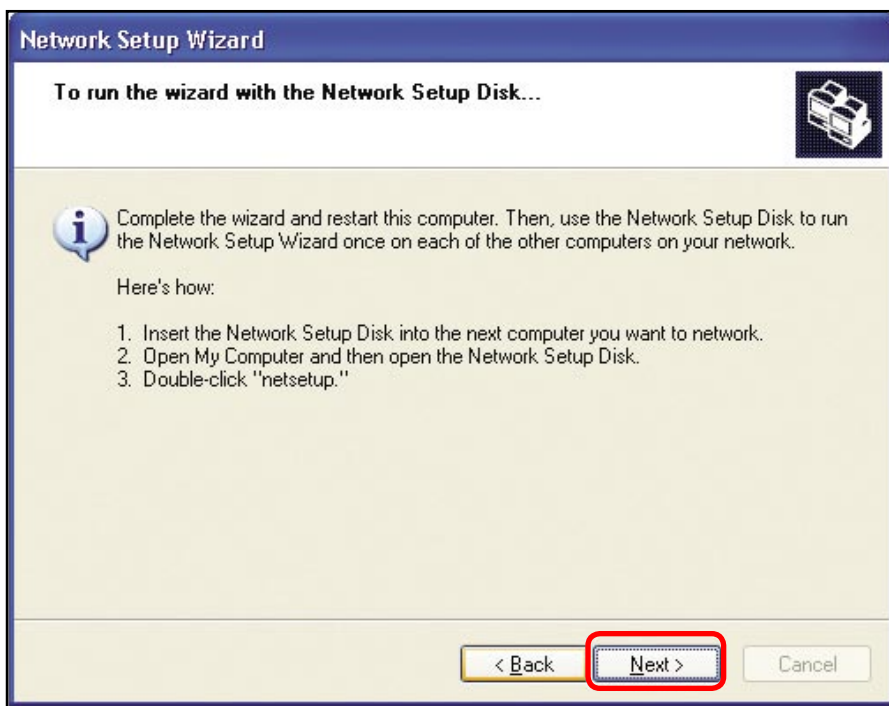 Network Setup Wizard
To run the wizard with the Network Setup Disk...
Complete the wizard and restart this computer. Then, use the Network Setup Disk to run
the Network Setup Wizard once on each of the other computers on your network.
Here's how:
1. Insert the Network Setup Disk into the next computer you want to network.
2. Open My Computer and then open the Network Setup Disk.
3. Double-click "netsetup."
< Back
Next >
Cancel